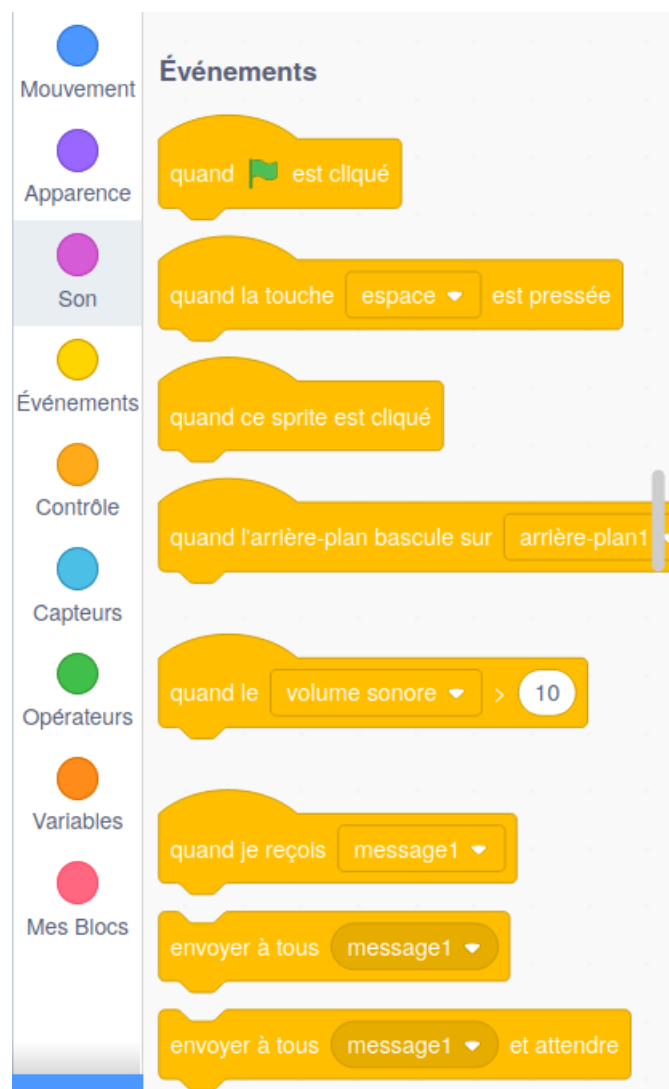 Mouvement
Apparence
Son
Événements
Contrôle
Capteurs
Opérateurs
Variables
Mes Blocs
Événements
quand est cliqué
quand la touche espace est pressée
quand ce sprite est cliqué
quand l'arrière-plan bascule sur arrière-plan1
quand le volume sonore > 10
quand je reçois message1
envoyer à tous message1
envoyer à tous message1 et attendre